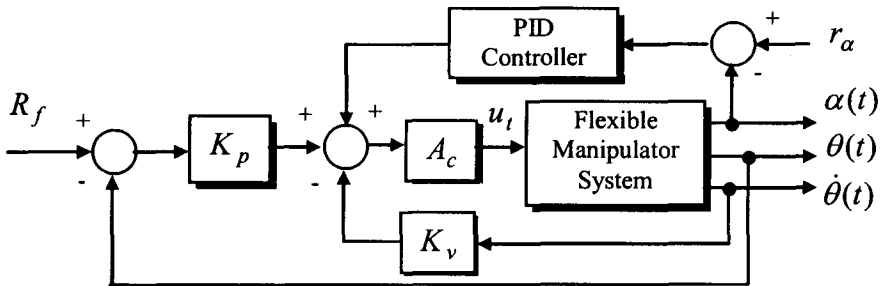 PID
Controller
+
r_α
-
R_f
+
-
K_p
+
+
-
A_c
u_t
Flexible
Manipulator
System
α(t)
θ(t)
θ̇(t)
K_v